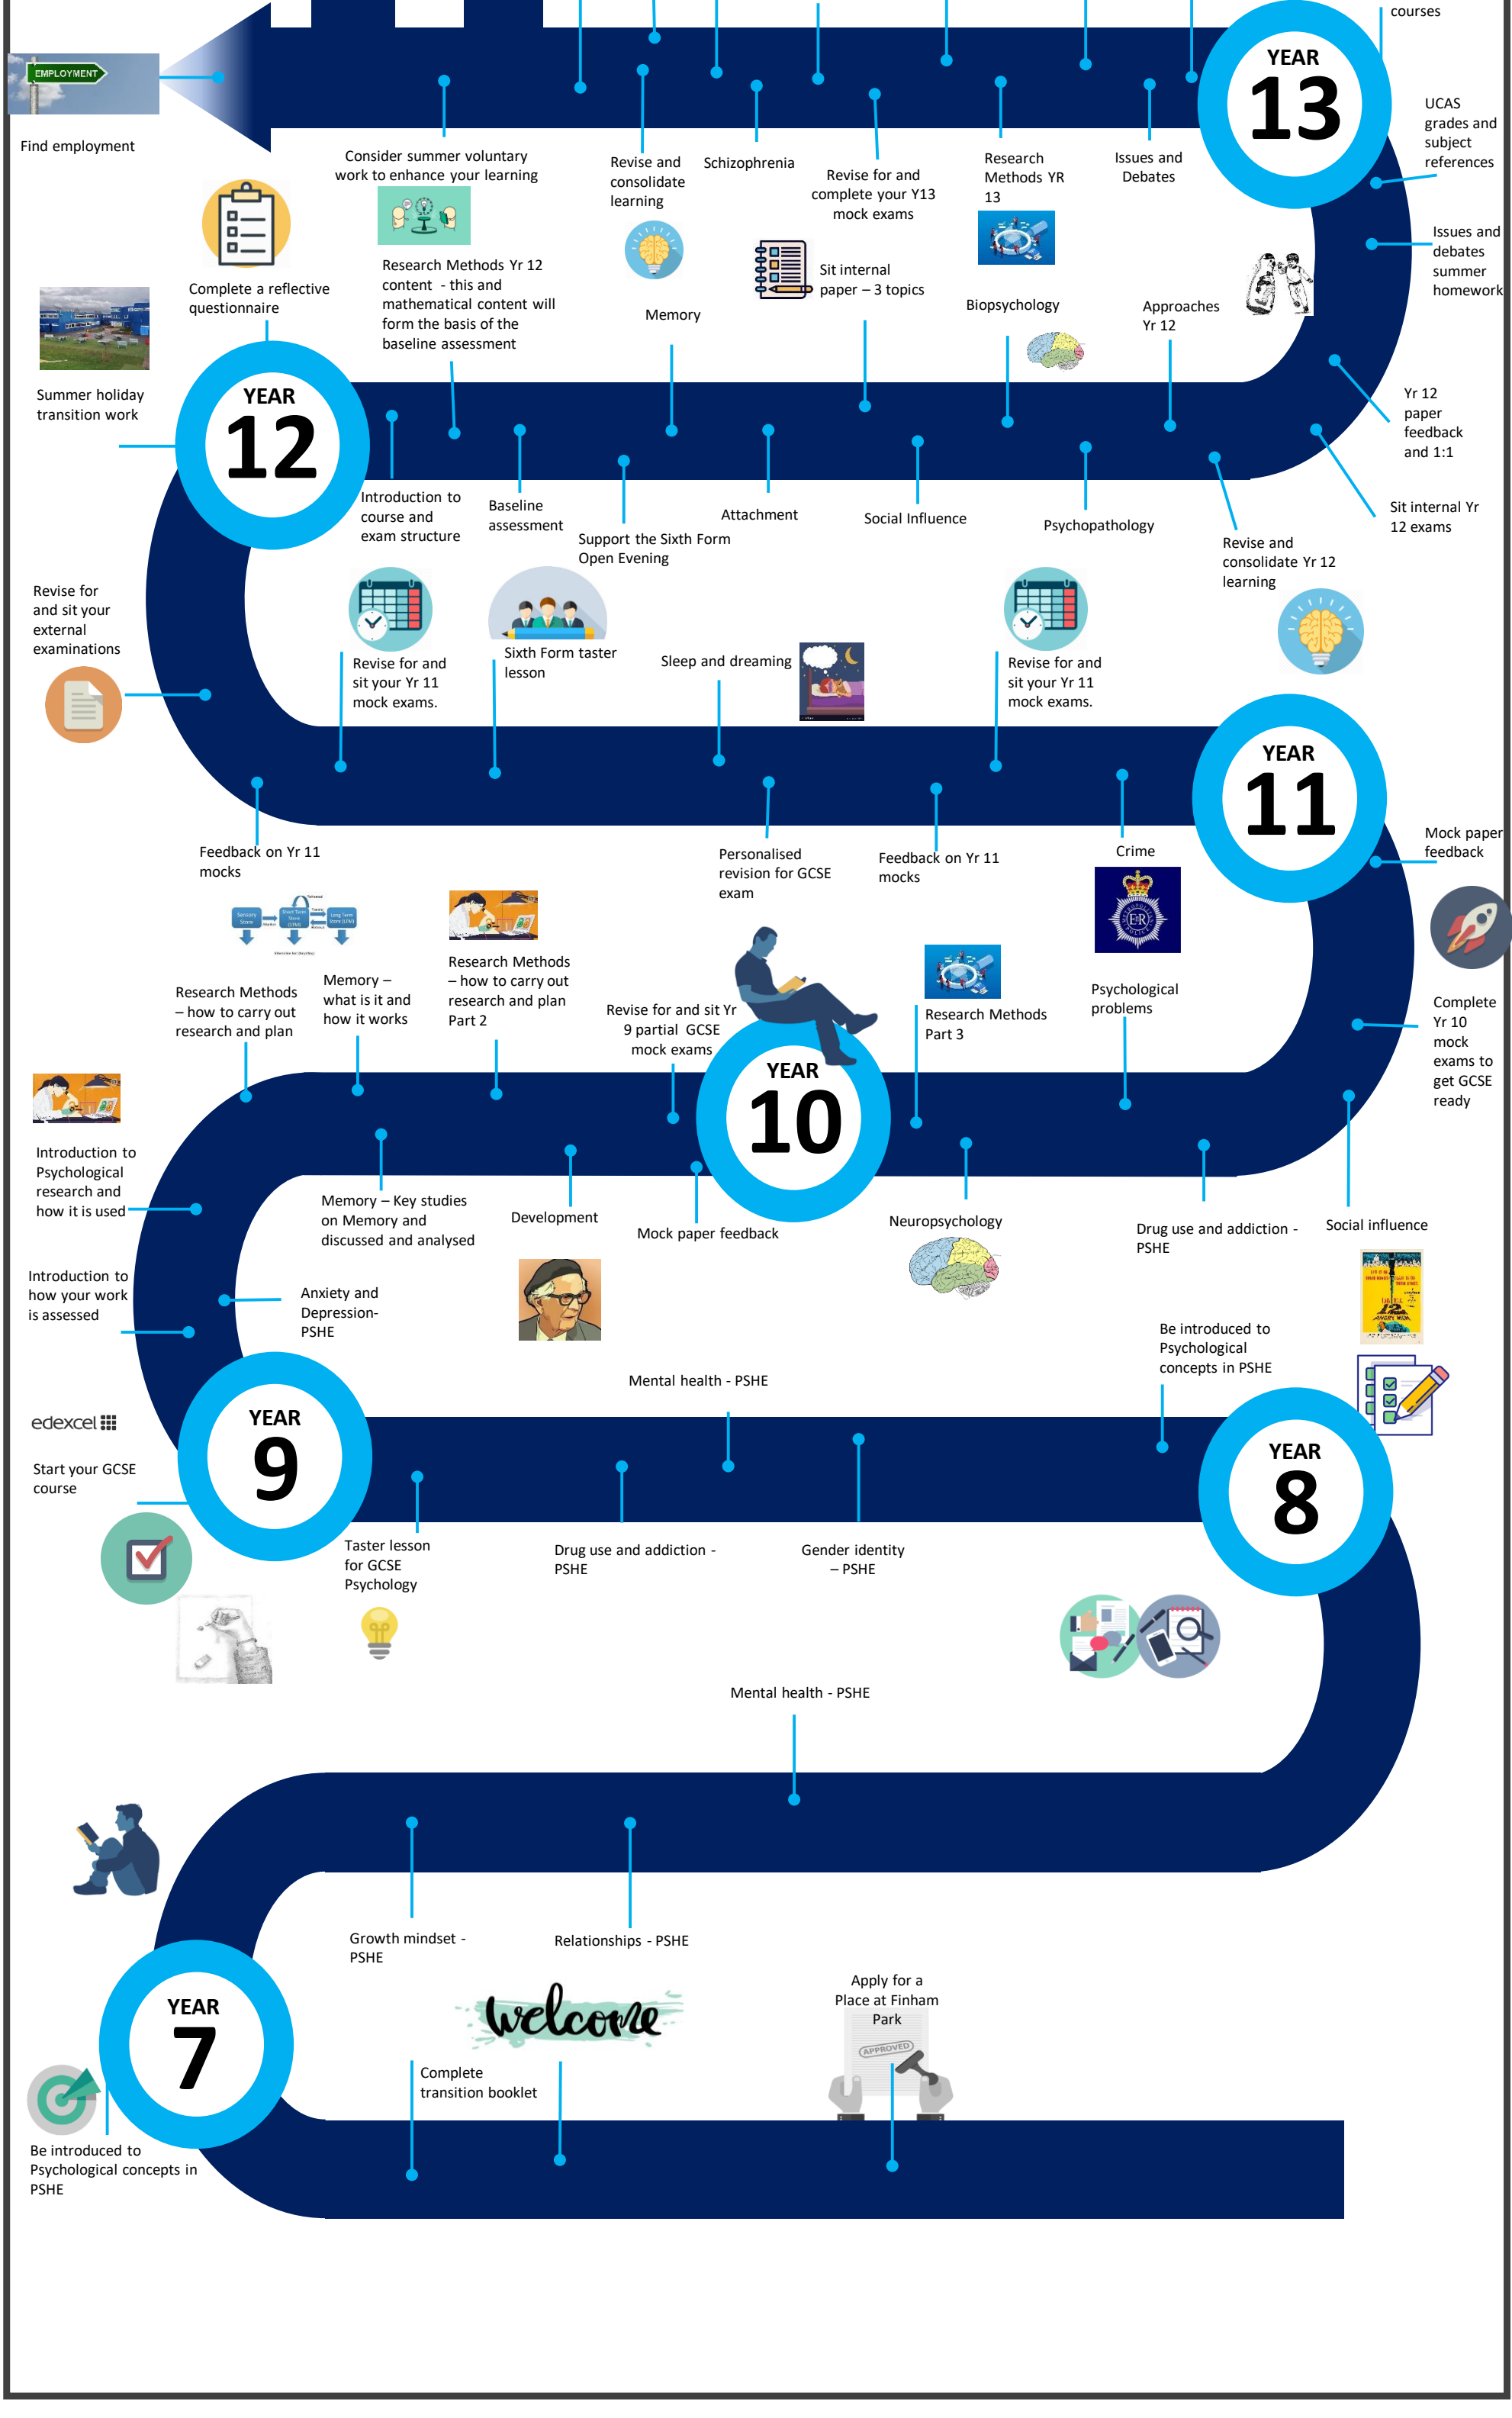 courses
EMPLOYMENT
Find employment
YEAR
13
UCAS
grades and
subject
references
Consider summer voluntary
work to enhance your learning
Revise and
consolidate
learning
Schizophrenia
Revise for and
complete your Y13
mock exams
Research
Methods YR
13
Issues and
Debates
Issues and
debates
summer
homework
Complete a reflective
questionnaire
Research Methods Yr 12
content - this and
mathematical content will
form the basis of the
baseline assessment
Memory
Sit internal
paper – 3 topics
Biopsychology
Approaches
Yr 12
Summer holiday
transition work
YEAR
12
Yr 12
paper
feedback
and 1:1
Introduction to
course and
exam structure
Baseline
assessment
Support the Sixth Form
Open Evening
Attachment
Social Influence
Psychopathology
Revise and
consolidate Yr 12
learning
Sit internal Yr
12 exams
Revise for
and sit your
external
examinations
Revise for and
sit your Yr 11
mock exams.
Sixth Form taster
lesson
Sleep and dreaming
Revise for and
sit your Yr 11
mock exams.
YEAR
11
Feedback on Yr 11
mocks
Personalised
revision for GCSE
exam
Feedback on Yr 11
mocks
Crime
Mock paper
feedback
Research Methods
– how to carry out
research and plan
Memory –
what is it and
how it works
Research Methods
– how to carry out
research and plan
Part 2
Revise for and sit Yr
9 partial GCSE
mock exams
YEAR
10
Research Methods
Part 3
Psychological
problems
Complete
Yr 10
mock
exams to
get GCSE
ready
Introduction to
Psychological
research and
how it is used
Memory – Key studies
on Memory and
discussed and analysed
Development
Mock paper feedback
Neuropsychology
Drug use and addiction -
PSHE
Social influence
Introduction to
how your work
is assessed
Anxiety and
Depression-
PSHE
12
ANGRY MEN
Mental health - PSHE
Be introduced to
Psychological
concepts in PSHE
edexcel
Start your GCSE
course
YEAR
9
YEAR
8
Taster lesson
for GCSE
Psychology
Drug use and addiction -
PSHE
Gender identity
– PSHE
Mental health - PSHE
Growth mindset -
PSHE
Relationships - PSHE
YEAR
7
welcome
Apply for a
Place at Finham
Park
APPROVED
Complete
transition booklet
Be introduced to
Psychological concepts in
PSHE